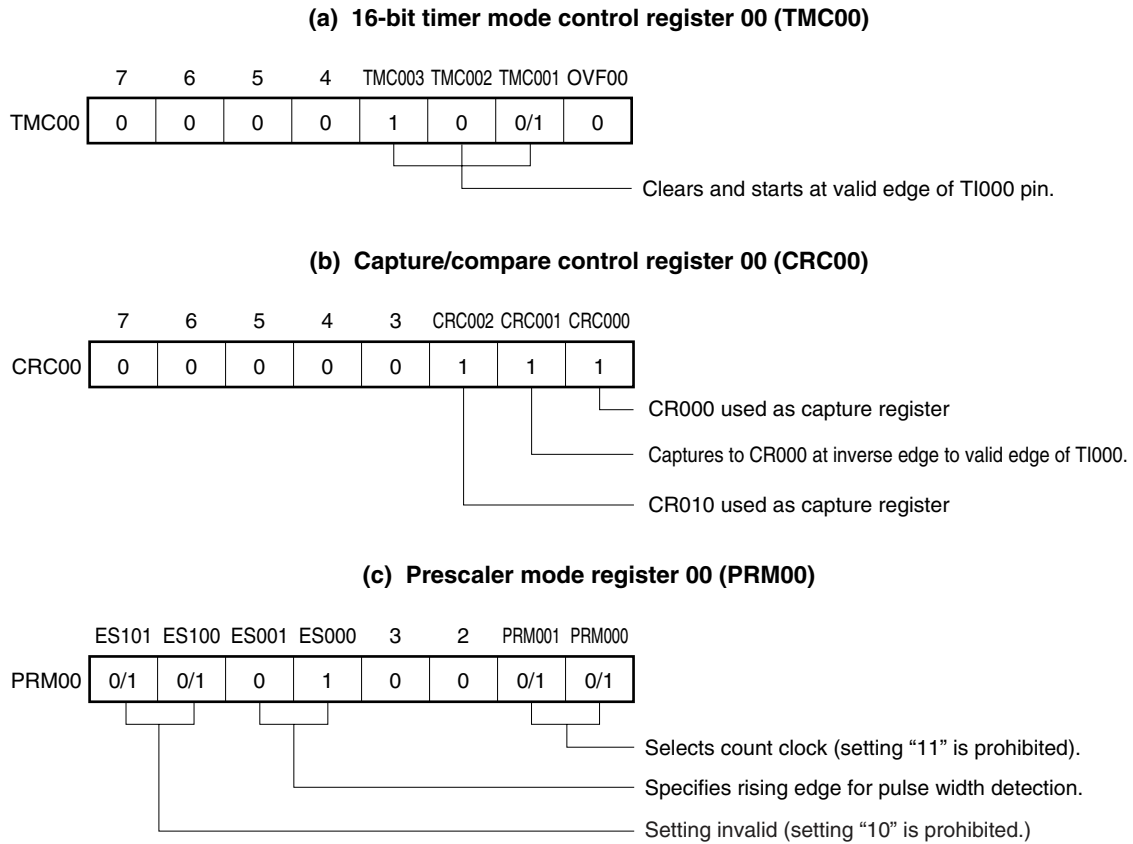 (a) 16-bit timer mode control register 00 (TMC00)
7 6 5 4 TMC003 TMC002 TMC001 OVF00
TMC00 0 0 0 0 1 0 0/1 0
Clears and starts at valid edge of TI000 pin.
(b) Capture/compare control register 00 (CRC00)
7 6 5 4 3 CRC002 CRC001 CRC000
CRC00 0 0 0 0 0 1 1 1
CR000 used as capture register
Captures to CR000 at inverse edge to valid edge of TI000.
CR010 used as capture register
(c) Prescaler mode register 00 (PRM00)
ES101 ES100 ES001 ES000 3 2 PRM001 PRM000
PRM00 0/1 0/1 0 1 0 0 0/1 0/1
Selects count clock (setting “11” is prohibited).
Specifies rising edge for pulse width detection.
Setting invalid (setting “10” is prohibited.)